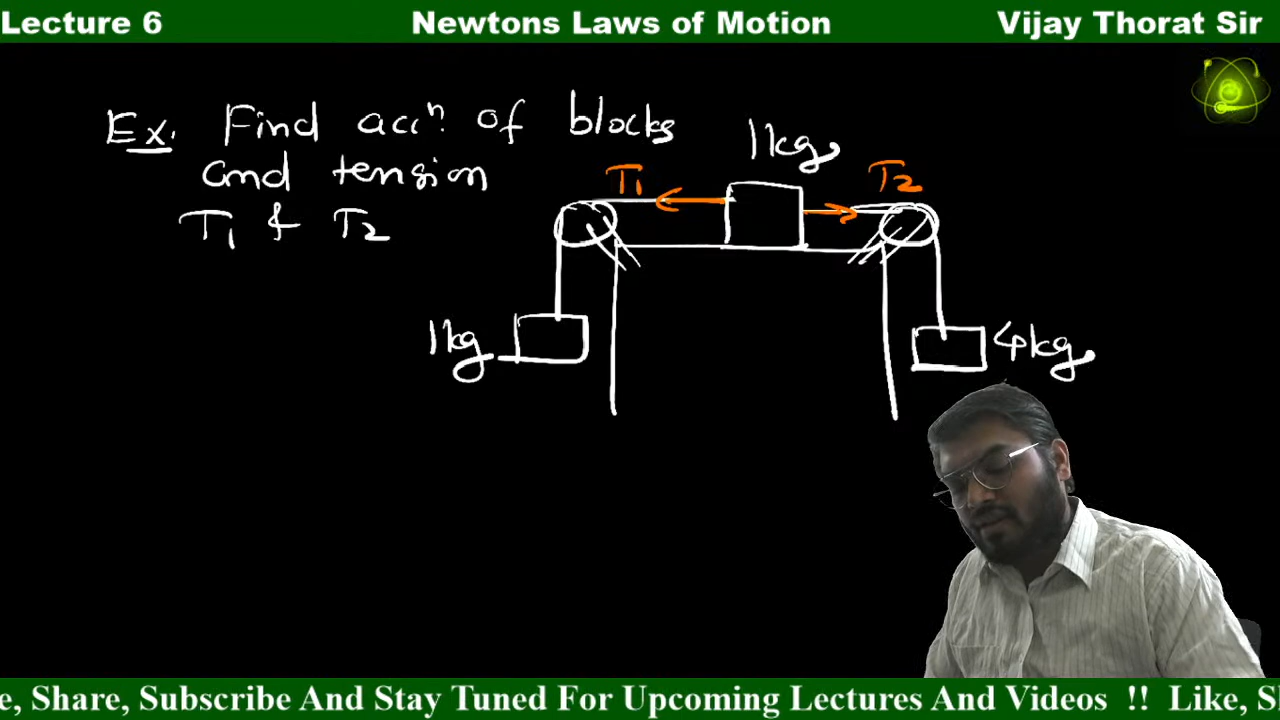 Lecture 6
Newtons Laws of Motion
Vijay Thorat Sir
Ex. Find accⁿ. of blocks
and tension
T1 & T2
1kg
T1
T2
1kg
4kg
e, Share, Subscribe And Stay Tuned For Upcoming Lectures And Videos !! Like, S